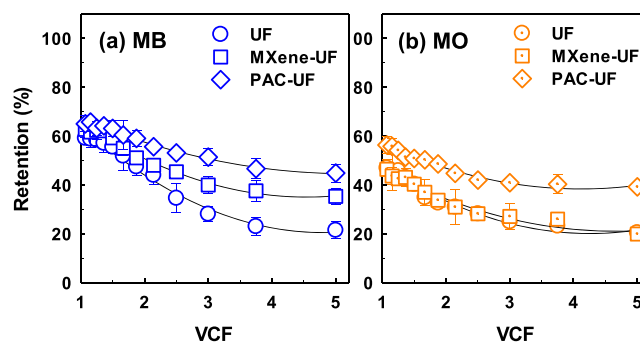 (a) MB
UF
MXene-UF
PAC-UF
100
80
60
40
20
0
Retention (%)
1 2 3 4 5
VCF
(b) MO
UF
MXene-UF
PAC-UF
00
80
60
40
20
0
1 2 3 4 5
VCF